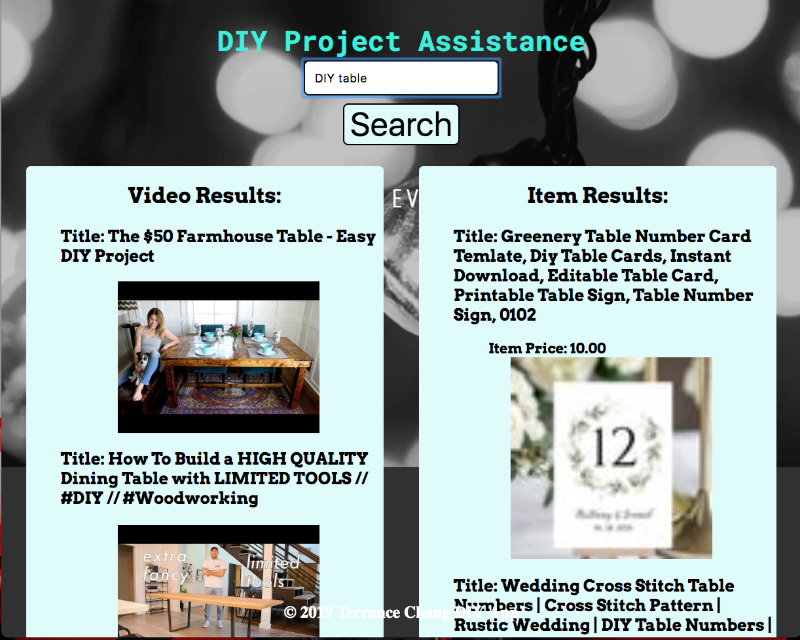 DIY Project Assistance
DIY table
Search
EV
Video Results:
Title: The $50 Farmhouse Table - Easy
DIY Project
Title: How To Build a HIGH QUALITY
Dining Table with LIMITED TOOLS //
#DIY // #Woodworking
extra
fancy
limited
tools
Item Results:
Title: Greenery Table Number Card
Temlate, Diy Table Cards, Instant
Download, Editable Table Card,
Printable Table Sign, Table Number
Sign, 0102
Item Price: 10.00
12
Title: Wedding Cross Stitch Table
Numbers | Cross Stitch Pattern |
Rustic Wedding | DIY Table Numbers |
© 2019 Terrance Chang